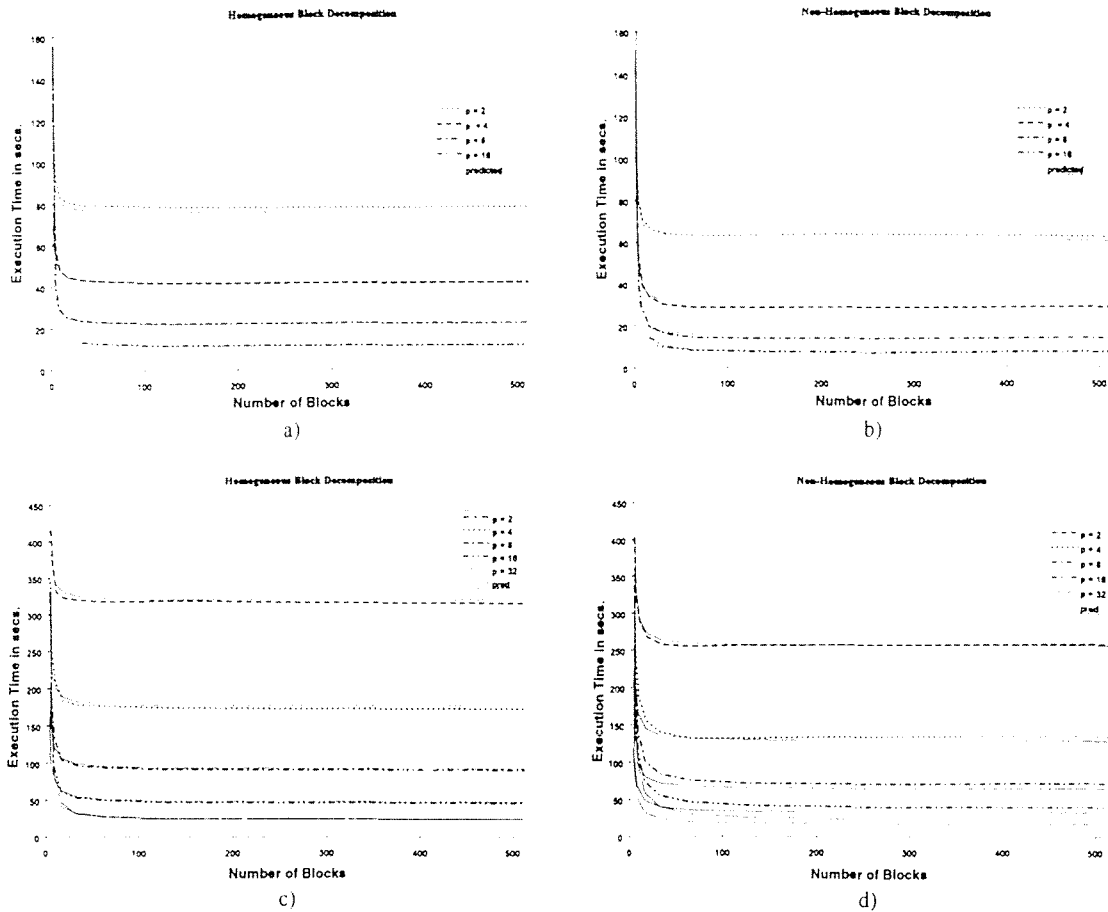 Homogeneous Block Decomposition
180
160
140
120
100
80
60
40
20
0
Execution Time in secs.
p = 2
p = 4
p = 8
p = 16
predicted
0 100 200 300 400 500
Number of Blocks
a)
Non-Homogeneous Block Decomposition
180
160
140
120
100
80
60
40
20
0
Execution Time in secs.
p = 2
p = 4
p = 8
p = 16
predicted
0 100 200 300 400 500
Number of Blocks
b)
Homogeneous Block Decomposition
450
400
350
300
250
200
150
100
50
0
Execution Time in secs.
p = 2
p = 4
p = 8
p = 16
p = 32
pred
0 100 200 300 400 500
Number of Blocks
c)
Non-Homogeneous Block Decomposition
450
400
350
300
250
200
150
100
50
0
Execution Time in secs.
p = 2
p = 4
p = 8
p = 16
p = 32
pred
0 100 200 300 400 500
Number of Blocks
d)